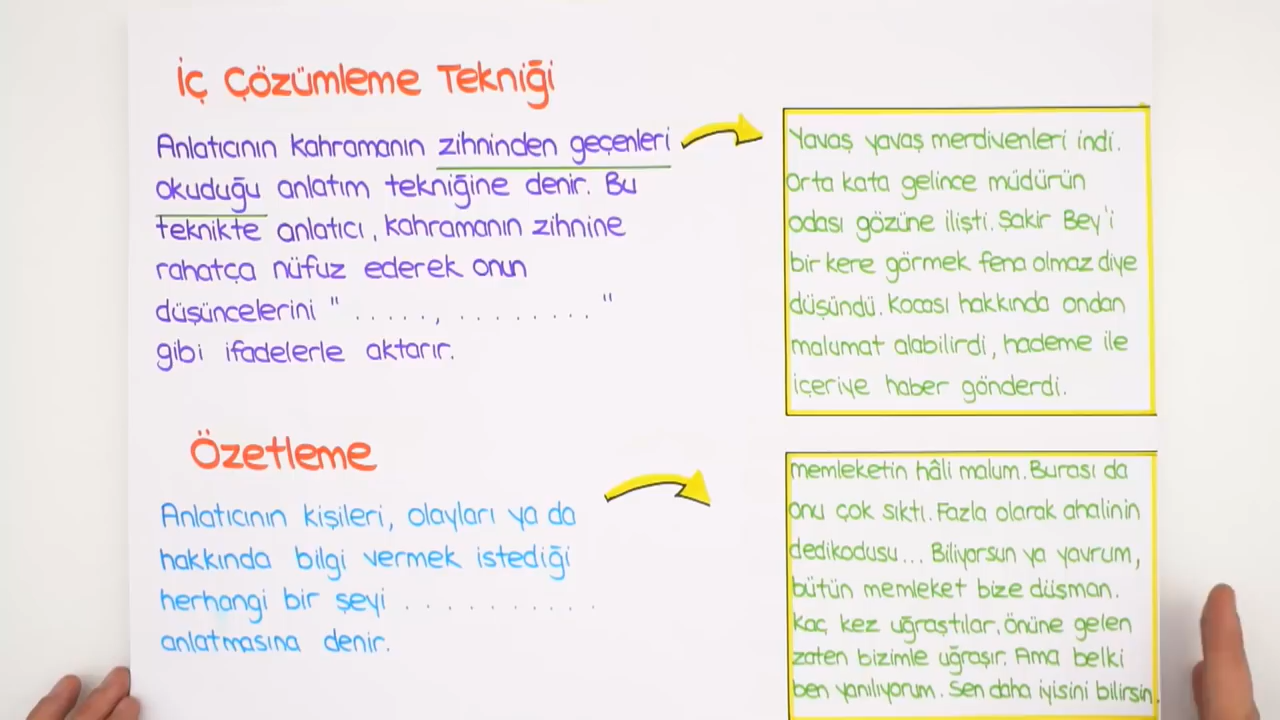 İç Çözümleme Tekniği
Anlatıcının kahramanın zihninden geçenleri
okuduğu anlatım tekniğine denir. Bu
teknikte anlatıcı, kahramanın zihnine
rahatça nüfuz ederek onun
düşüncelerini " . . . . . , . . . . . . . . "
gibi ifadelerle aktarır.
Yavaş yavaş merdivenleri indi.
Orta kata gelince müdürün
odası gözüne ilişti. Şakir Bey'i
bir kere görmek fena olmaz diye
düşündü. Kocası hakkında ondan
malumat alabilirdi, hademe ile
içeriye haber gönderdi.
Özetleme
Anlatıcının kişileri, olayları ya da
hakkında bilgi vermek istediği
herhangi bir şeyi . . . . . . . . . .
anlatmasına denir.
memleketin hâli malum. Burası da
onu çok sıktı. Fazla olarak ahalinin
dedikodusu... Biliyorsun ya yavrum,
bütün memleket bize düşman.
Kaç kez uğraştılar, önüne gelen
zaten bizimle uğraşır. Ama belki
ben yanılıyorum. Sen daha iyisini bilirsin.